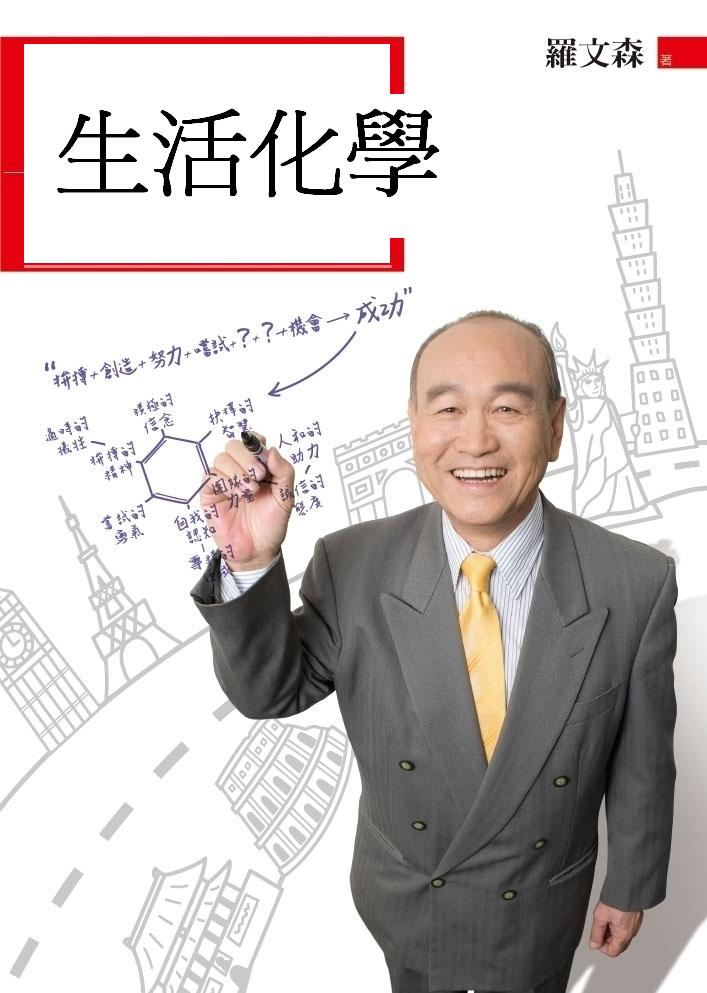 羅文森 著
生活化學
"拚搏+創造+努力+嚐試+?+?+機會→成功"
適時的
犧牲
積極的
信念
抉擇的
智慧
人和的
助力
拚搏的
精神
團隊的
力量
誠信的
態度
嘗試的
勇氣
自我的
認知